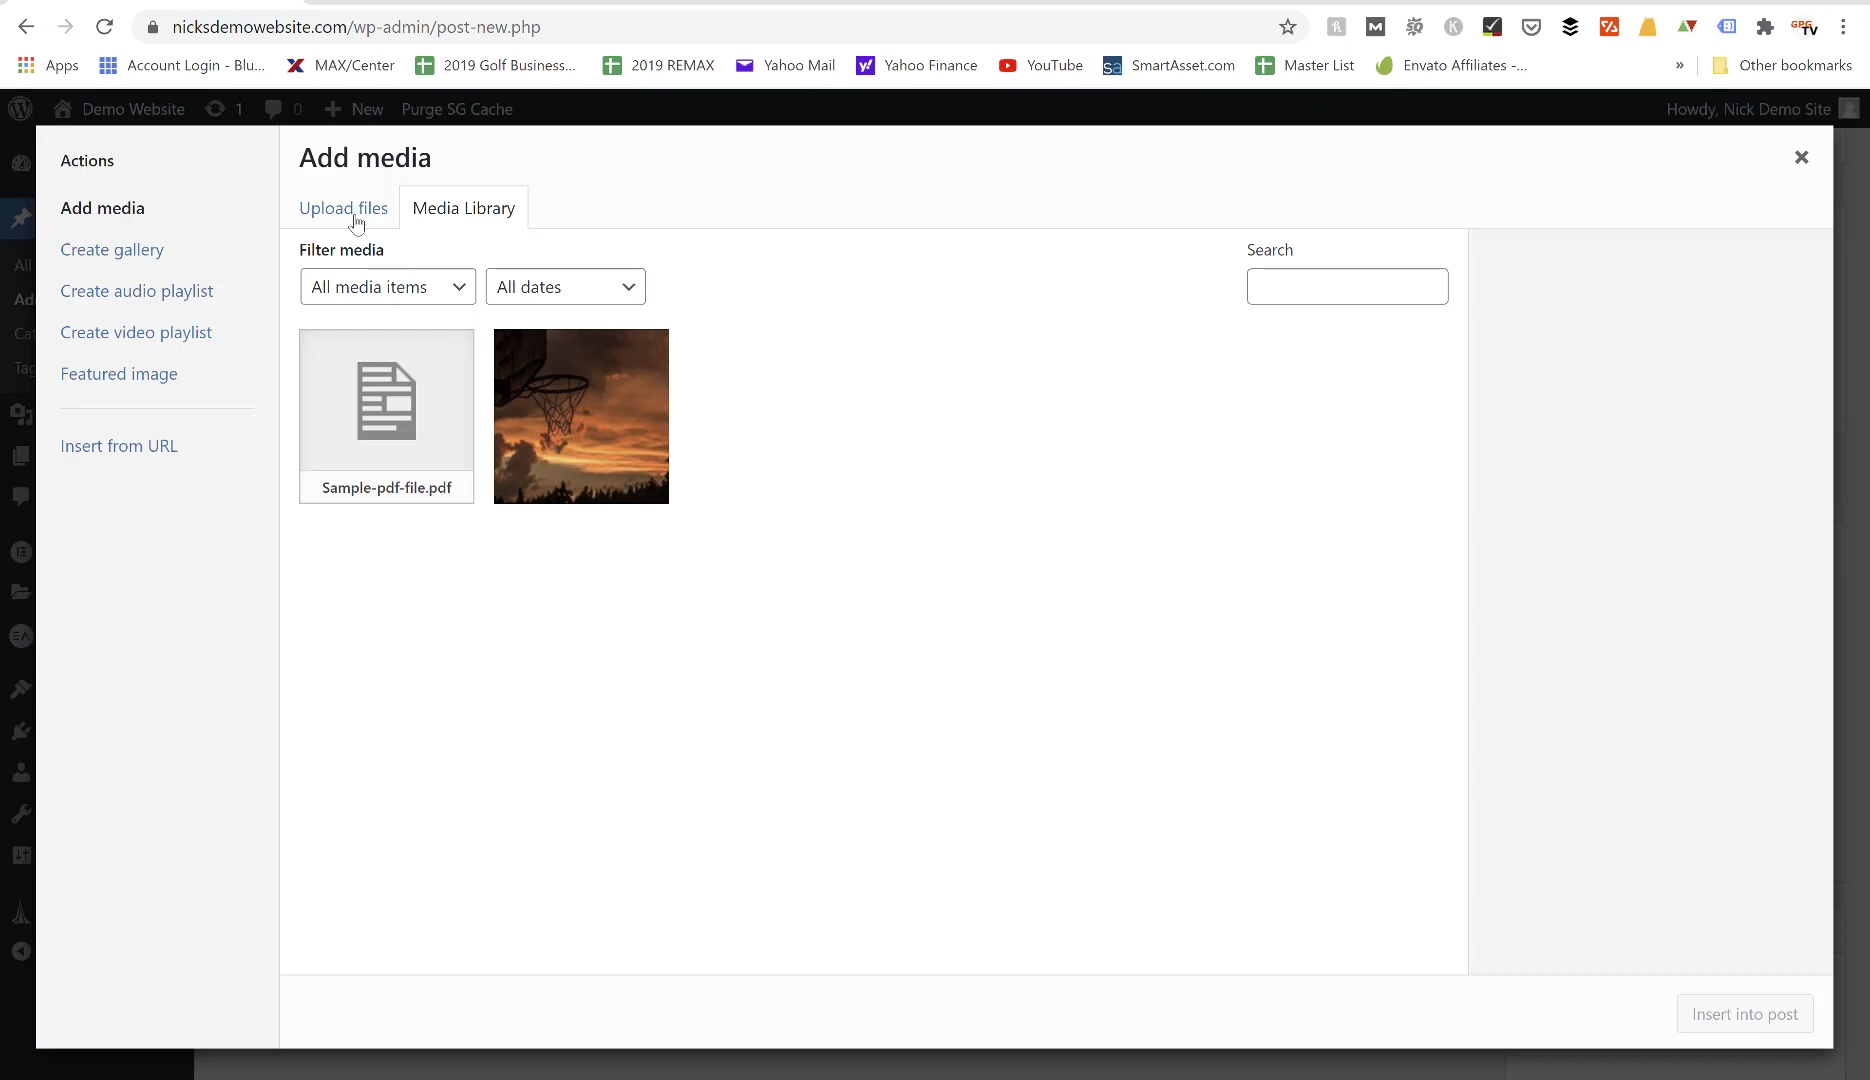 nicksdemowebsite.com/wp-admin/post-new.php
Apps
Account Login - Blu...
MAX/Center
2019 Golf Business...
2019 REMAX
Yahoo Mail
Yahoo Finance
YouTube
SmartAsset.com
Master List
Envato Affiliates -...
»
Other bookmarks
Demo Website
1
0
New
Purge SG Cache
Howdy, Nick Demo Site
Actions
Add media
Create gallery
Create audio playlist
Create video playlist
Featured image
Insert from URL
Add media
Upload files
Media Library
Filter media
All media items
All dates
Search
Sample-pdf-file.pdf
Insert into post